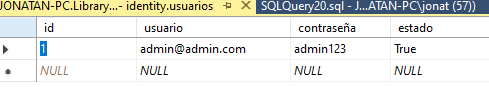 JONATAN-PC.Library...- identity.usuarios SQLQuery20.sql - J...ATAN-PC\jonat (57))
id usuario contraseña estado
1 admin@admin.com admin123 True
NULL NULL NULL NULL